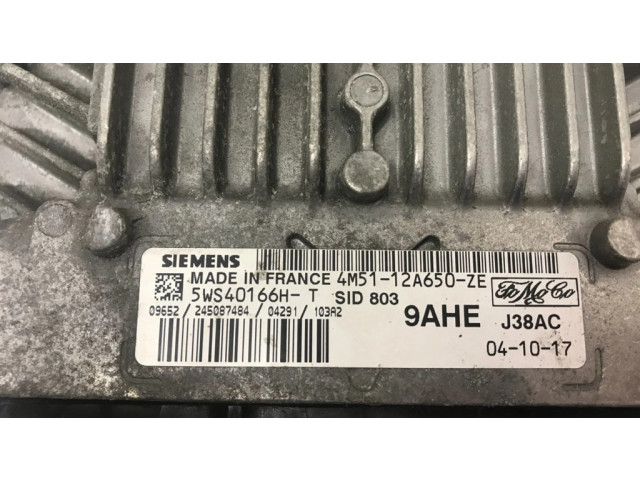 SIEMENS
MADE IN FRANCE 4M51-12A650-ZE
5WS40166H-T SID 803
FoMoCo
09652 / 245087484 / 04291 / 103A2
9AHE J38AC
04-10-17